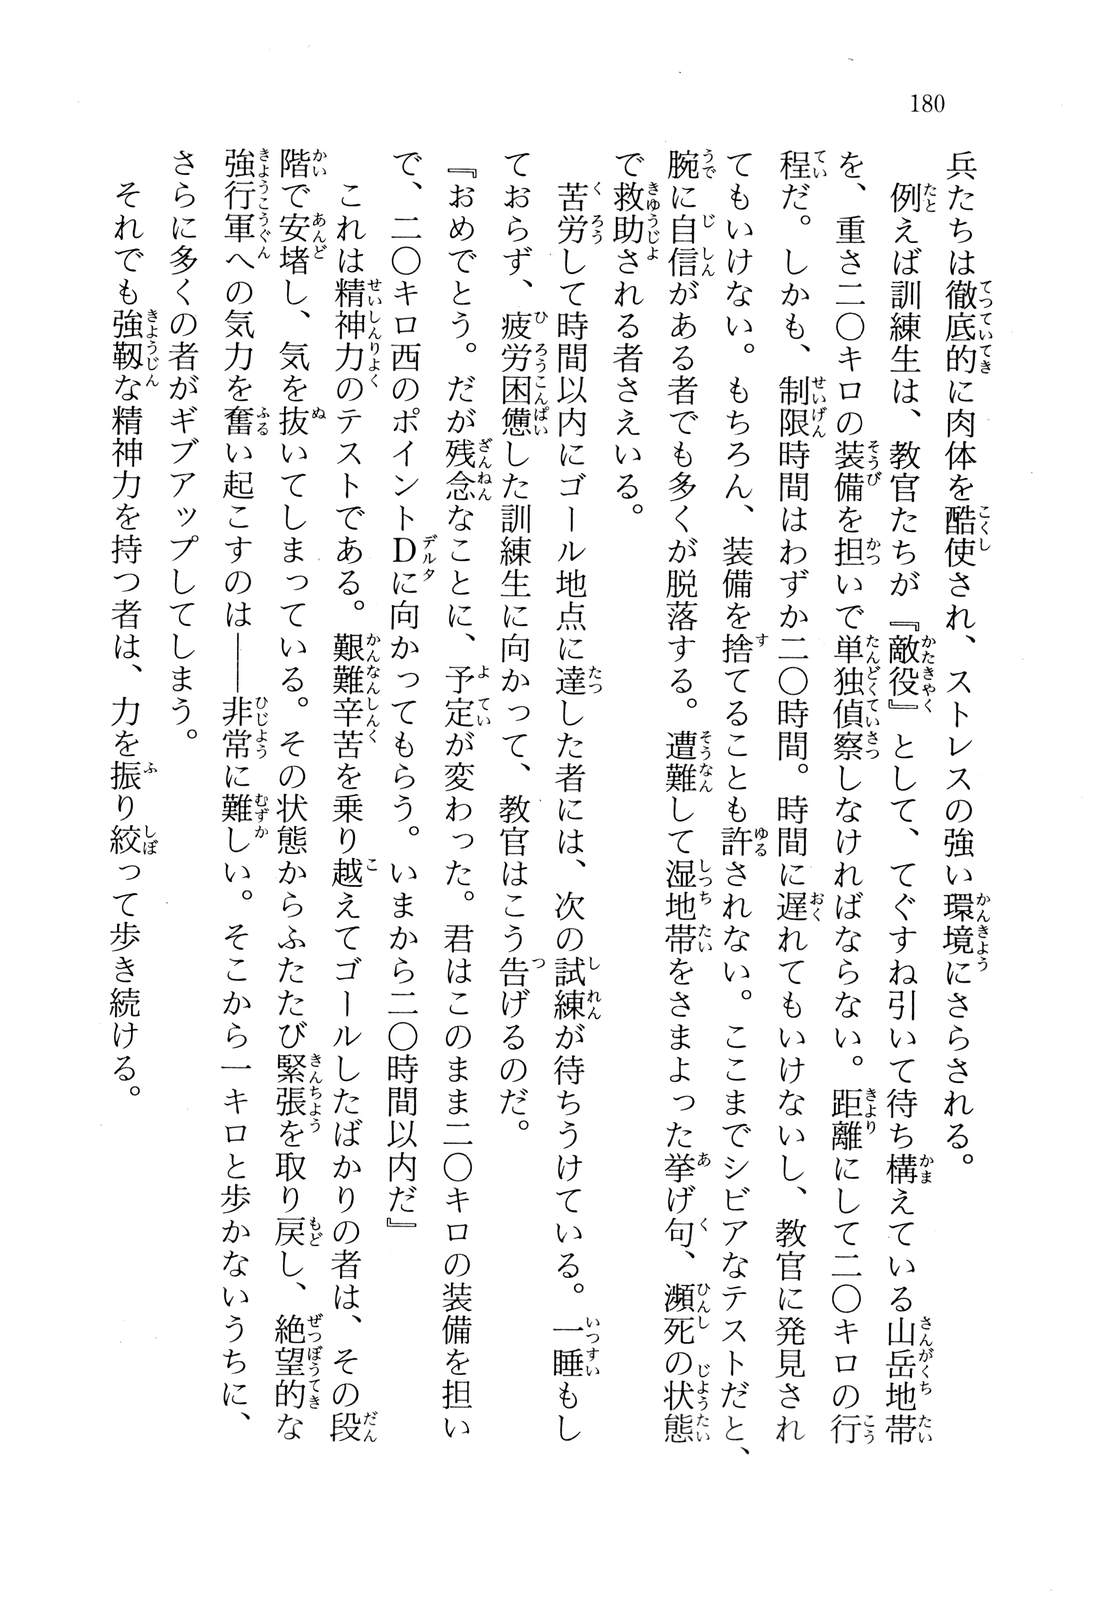 180
兵たちは徹底的に肉体を酷使され、ストレスの強い環境にさらされる。
　例えば訓練生は、教官たちが『敵役』として、てぐすね引いて待ち構えている山岳地帯
を、重さ二〇キロの装備を担いで単独偵察しなければならない。距離にして二〇キロの行
程だ。しかも、制限時間はわずか二〇時間。時間に遅れてもいけないし、教官に発見され
てもいけない。もちろん、装備を捨てることも許されない。ここまでシビアなテストだと、
腕に自信がある者でも多くが脱落する。遭難して湿地帯をさまよった挙げ句、瀕死の状態
で救助される者さえいる。
　苦労して時間以内にゴール地点に達した者には、次の試練が待ちうけている。一睡もし
ておらず、疲労困憊した訓練生に向かって、教官はこう告げるのだ。
『おめでとう。だが残念なことに、予定が変わった。君はこのまま二〇キロの装備を担い
で、二〇キロ西のポイントDに向かってもらう。いまから二〇時間以内だ』
　これは精神力のテストである。艱難辛苦を乗り越えてゴールしたばかりの者は、その段
階で安堵し、気を抜いてしまっている。その状態からふたたび緊張を取り戻し、絶望的な
強行軍への気力を奮い起こすのは――非常に難しい。そこから一キロと歩かないうちに、
さらに多くの者がギブアップしてしまう。
　それでも強靱な精神力を持つ者は、力を振り絞って歩き続ける。